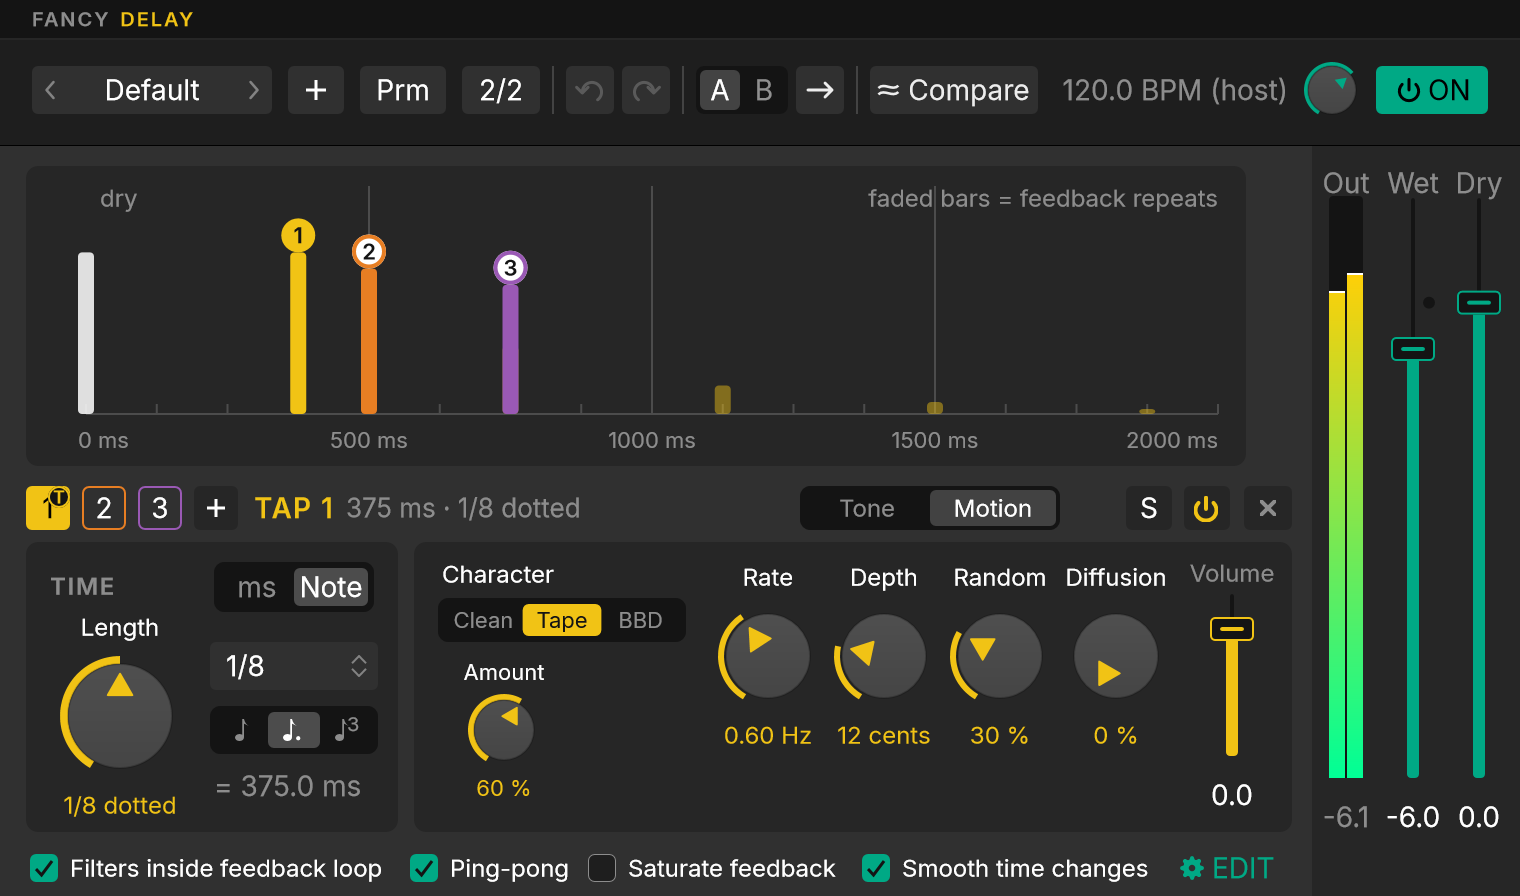 FANCY DELAY
Default + Prm 2/2 A B → ≈ Compare 120.0 BPM (host) ON
Out Wet Dry
dry faded bars = feedback repeats
1 2 3
0 ms 500 ms 1000 ms 1500 ms 2000 ms
1 T 2 3 + TAP 1 375 ms · 1/8 dotted Tone Motion S ×
TIME ms Note
Length
1/8
3
= 375.0 ms
1/8 dotted
Character
Clean Tape BBD
Amount
60 %
Rate Depth Random Diffusion Volume
0.60 Hz 12 cents 30 % 0 %
0.0
-6.1 -6.0 0.0
Filters inside feedback loop Ping-pong Saturate feedback Smooth time changes EDIT